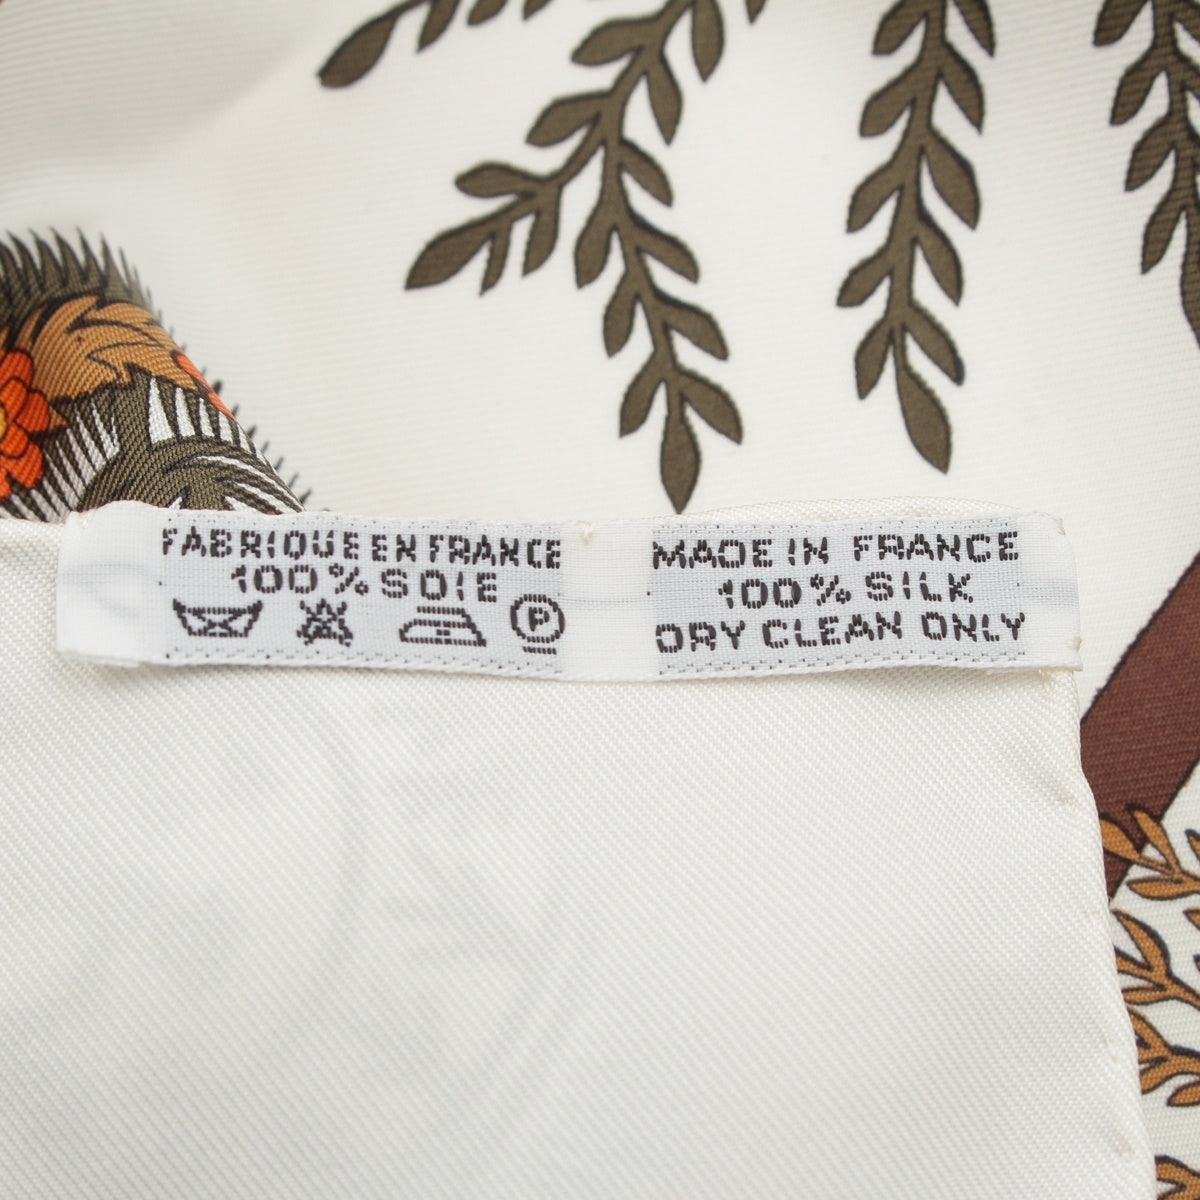 FABRIQUE EN FRANCE
100% SOIE
P
MADE IN FRANCE
100% SILK
DRY CLEAN ONLY